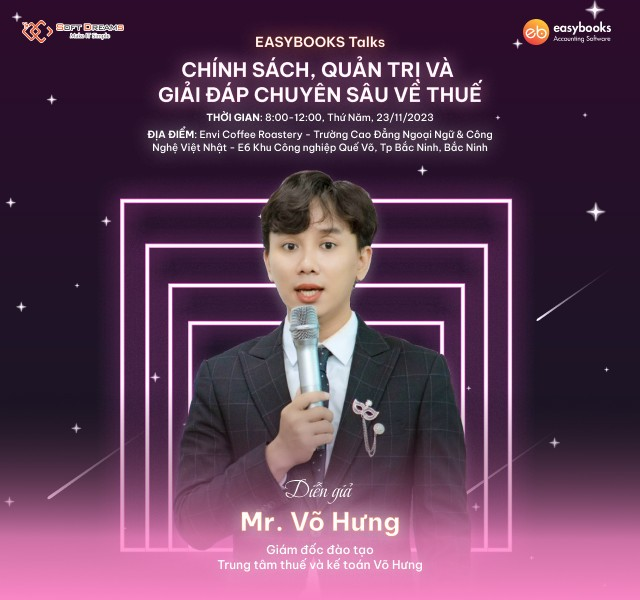 SOFT DREAMS
Make IT Simple
eb easybooks
Accounting Software
EASYBOOKS Talks
CHÍNH SÁCH, QUẢN TRỊ VÀ
GIẢI ĐÁP CHUYÊN SÂU VỀ THUẾ
THỜI GIAN: 8:00-12:00, Thứ Năm, 23/11/2023
ĐỊA ĐIỂM: Envi Coffee Roastery - Trường Cao Đẳng Ngoại Ngữ & Công
Nghệ Việt Nhật - E6 Khu Công nghiệp Quế Võ, Tp Bắc Ninh, Bắc Ninh
Diễn giả
Mr. Võ Hưng
Giám đốc đào tạo
Trung tâm thuế và kế toán Võ Hưng